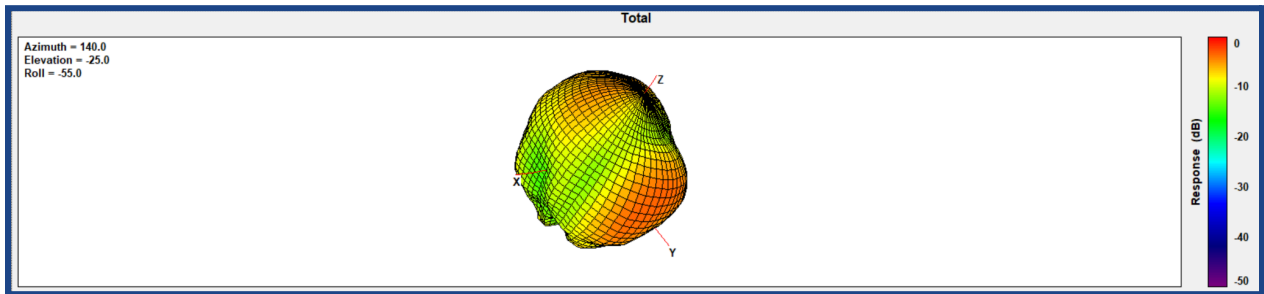 Total
Azimuth = 140.0
Elevation = -25.0
Roll = -55.0
Z
X
Y
0
-10
-20
-30
-40
-50
Response (dB)